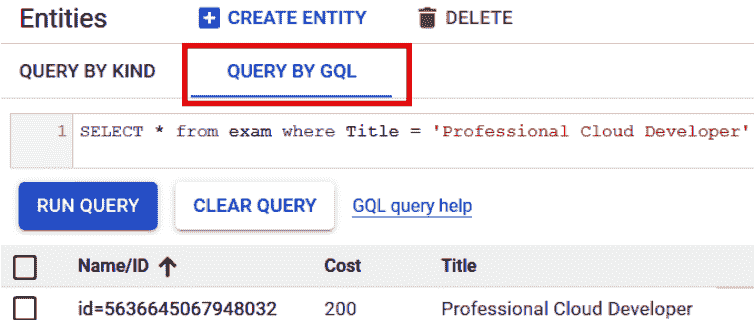 Entities CREATE ENTITY DELETE
QUERY BY KIND QUERY BY GQL
1 SELECT * from exam where Title = 'Professional Cloud Developer'
RUN QUERY CLEAR QUERY GQL query help
Name/ID ↑ Cost Title
id=5636645067948032 200 Professional Cloud Developer